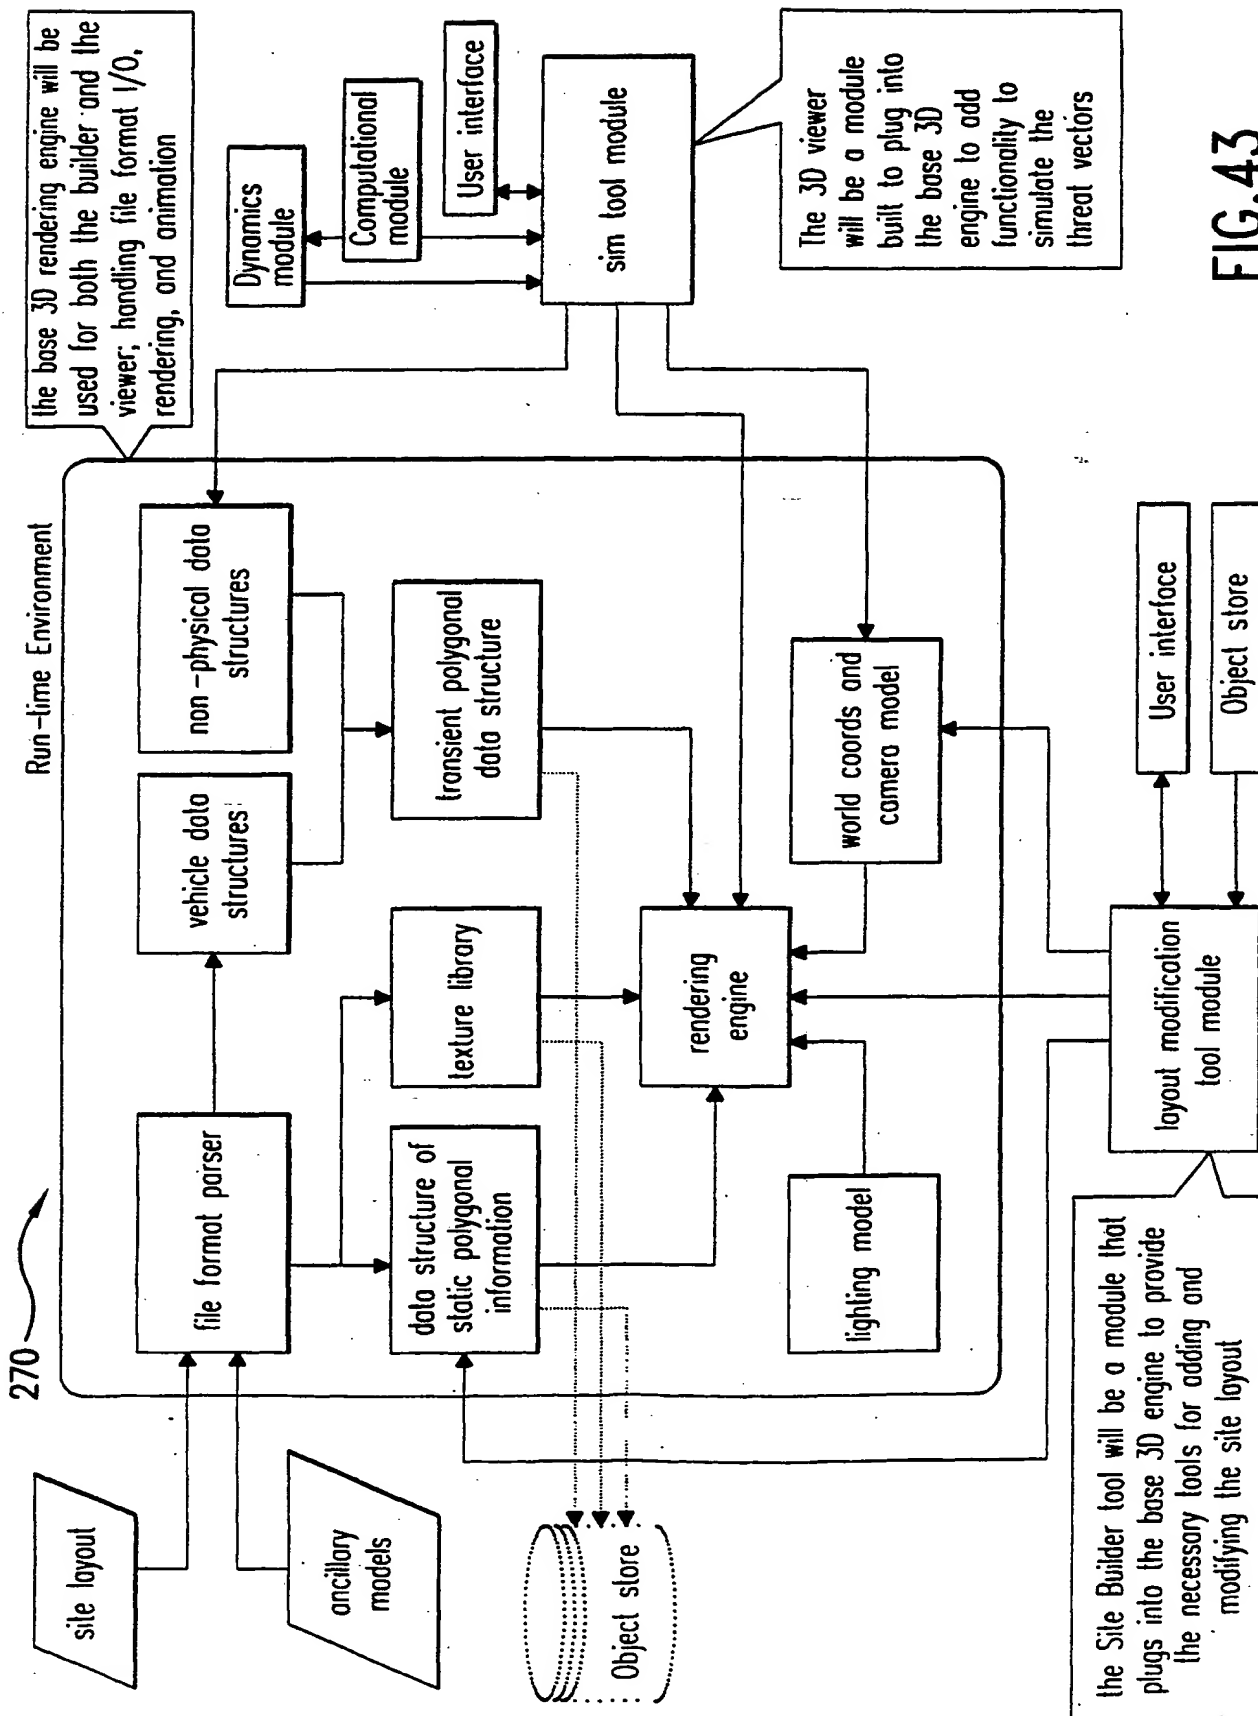 270
Run-time Environment
the base 3D rendering engine will be
used for both the builder and the
viewer; handling file format I/O,
rendering, and animation
site layout
ancillary
models
file format parser
vehicle data
structures
non-physical data
structures
Dynamics
module
Computational
module
User interface
data structure of
static polygonal
information
texture library
transient polygonal
data structure
sim tool module
Object store
rendering
engine
lighting model
world coords and
camera model
The 3D viewer
will be a module
built to plug into
the base 3D
engine to add
functionality to
simulate the
threat vectors
the Site Builder tool will be a module that
plugs into the base 3D engine to provide
the necessary tools for adding and
modifying the site layout
layout modification
tool module
User interface
Object store
FIG.43